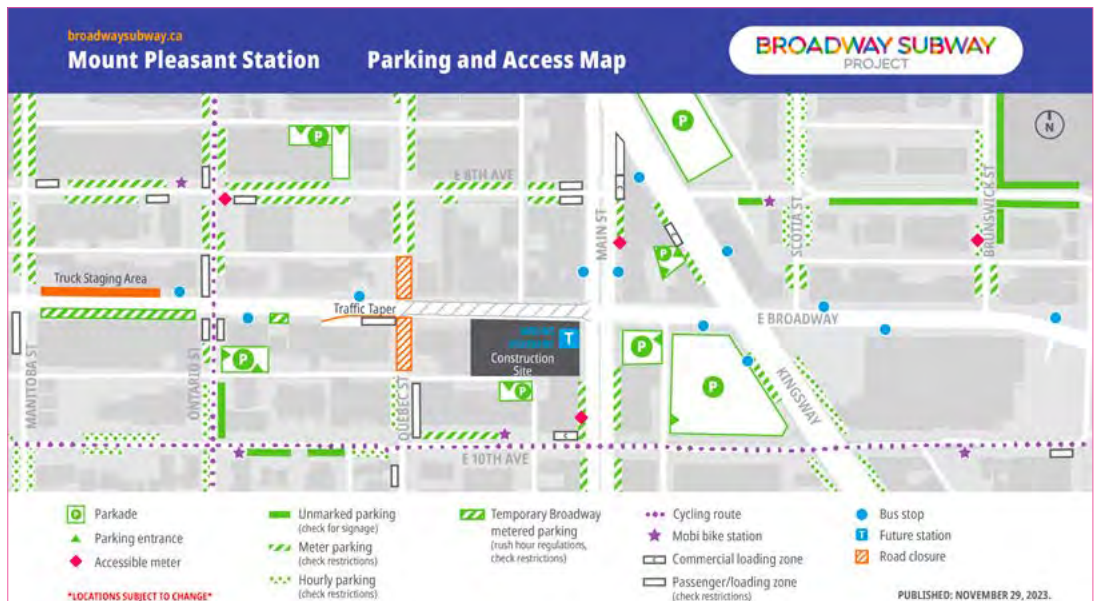 broadwaysubway.ca
Mount Pleasant Station Parking and Access Map
BROADWAY SUBWAY
PROJECT
N
P
P
E 8TH AVE
MAIN ST
SCOTIA ST
BRUNSWICK ST
P
Truck Staging Area
Traffic Taper
E BROADWAY
T
Construction
Site
P
P
P
P
MANITOBA ST
ONTARIO ST
QUEBEC ST
KINGSWAY
E 10TH AVE
P Parkade
Parking entrance
Accessible meter
*LOCATIONS SUBJECT TO CHANGE*
Unmarked parking
(check for signage)
Meter parking
(check restrictions)
Hourly parking
(check restrictions)
Temporary Broadway
metered parking
(rush hour regulations,
check restrictions)
Cycling route
Mobi bike station
Commercial loading zone
Passenger/loading zone
(check restrictions)
Bus stop
T Future station
Road closure
PUBLISHED: NOVEMBER 29, 2023.